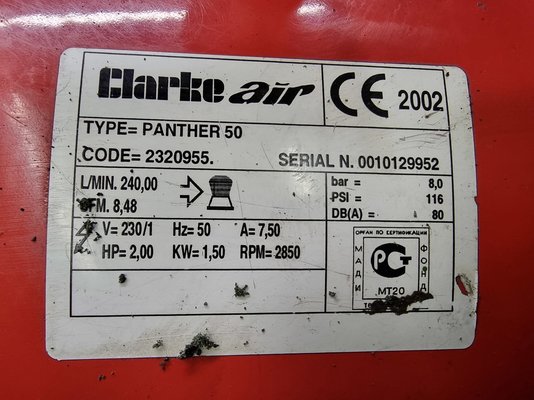 Clarke air
CE 2002
TYPE= PANTHER 50
CODE= 2320955.
SERIAL N. 0010129952
L/MIN. 240,00
CFM. 8,48
bar = 8,0
PSI = 116
DB(A) = 80
V= 230/1 Hz= 50 A= 7,50
HP= 2,00 KW= 1,50 RPM= 2850
ОРГАН ПО СЕРТИФИКАЦИИ
МАДИ
ФОНД
РСТ
МТ20